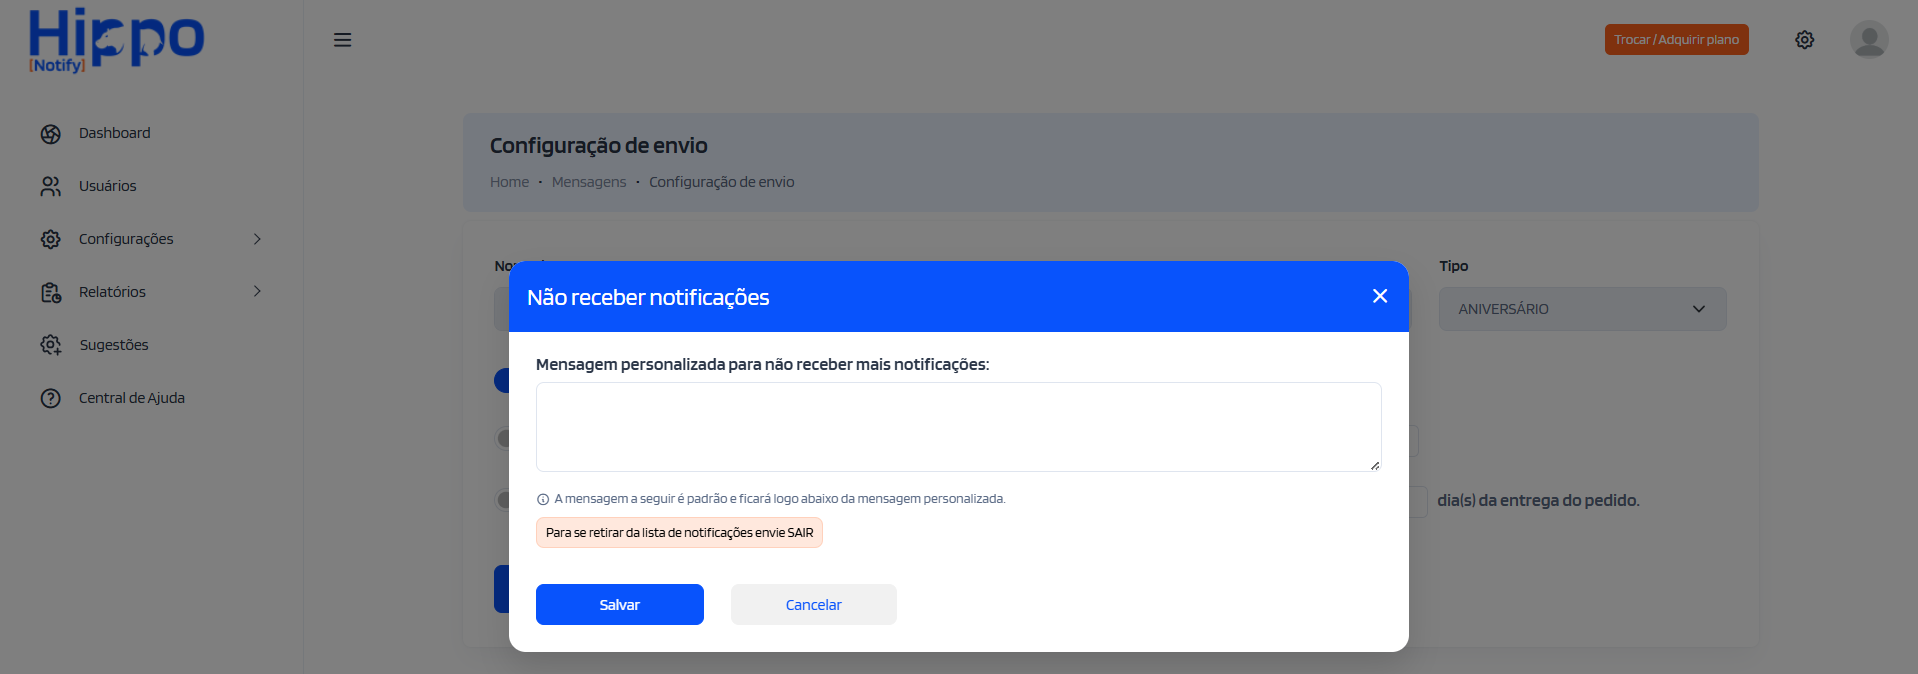 Hippo
[Notify]
Trocar / Adquirir plano
Dashboard
Usuários
Configurações
Relatórios
Sugestões
Central de Ajuda
Configuração de envio
Home • Mensagens • Configuração de envio
Tipo
ANIVERSÁRIO
Não receber notificações
Mensagem personalizada para não receber mais notificações:
A mensagem a seguir é padrão e ficará logo abaixo da mensagem personalizada.
Para se retirar da lista de notificações envie SAIR
dia(s) da entrega do pedido.
Salvar
Cancelar